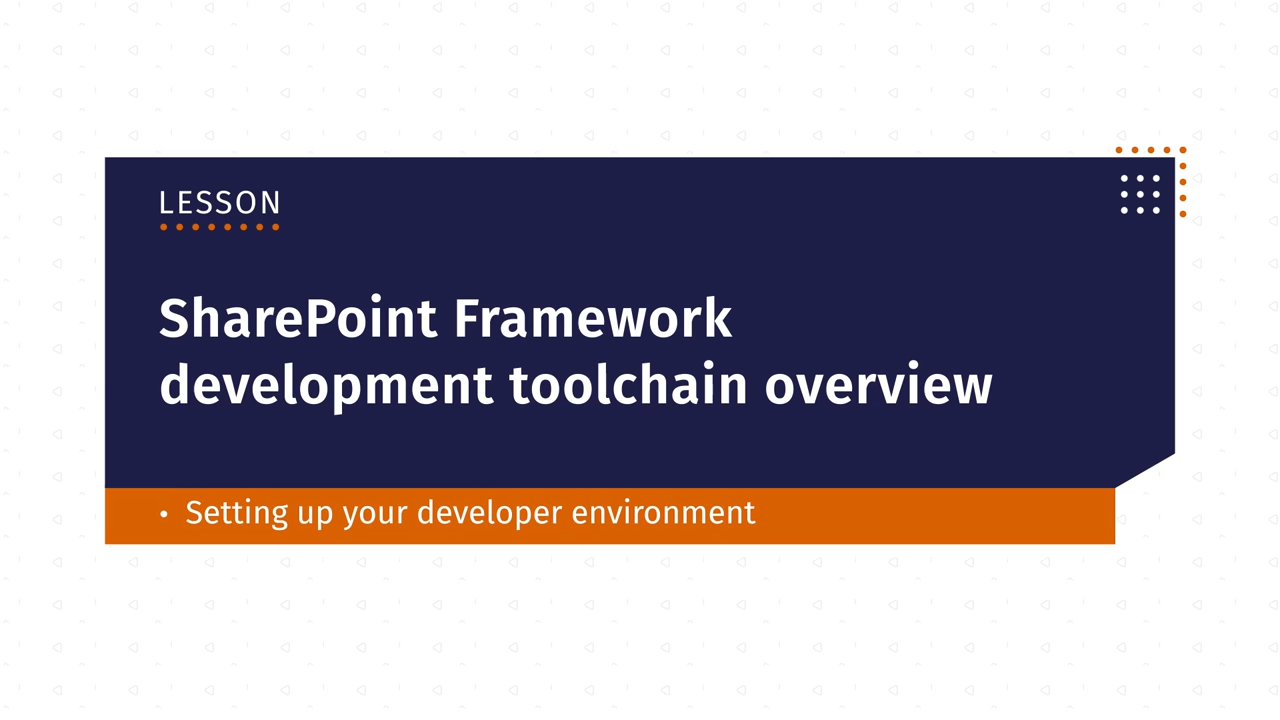 LESSON
SharePoint Framework
development toolchain overview
• Setting up your developer environment